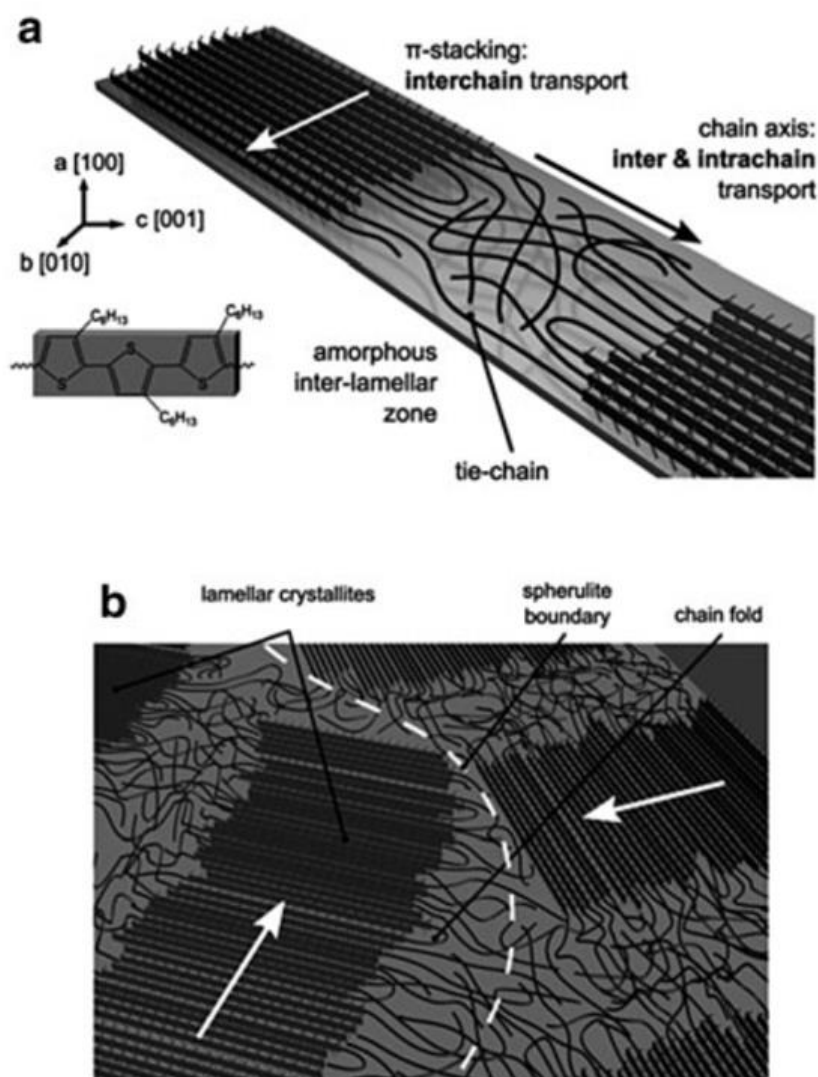 a
π-stacking:
interchain transport
chain axis:
inter & intrachain
transport
a [100]
c [001]
b [010]
C₆H₁₃
C₆H₁₃
S
S
S
C₆H₁₃
amorphous
inter-lamellar
zone
tie-chain
b
lamellar crystallites
spherulite
boundary
chain fold